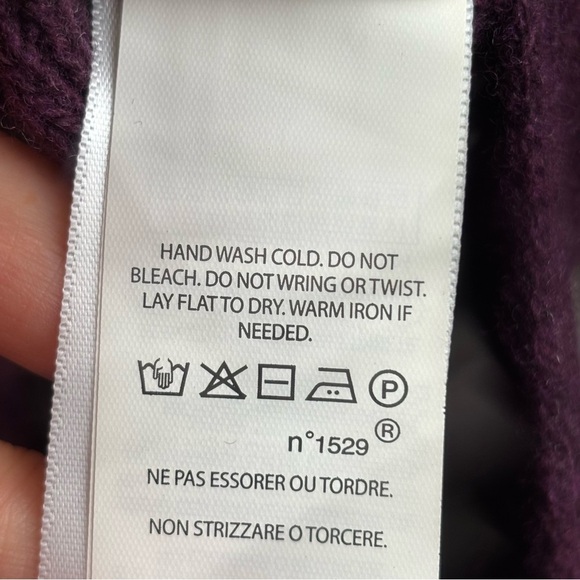 HAND WASH COLD. DO NOT
BLEACH. DO NOT WRING OR TWIST.
LAY FLAT TO DRY. WARM IRON IF
NEEDED.
P
n°1529 ®
NE PAS ESSORER OU TORDRE.
NON STRIZZARE O TORCERE.